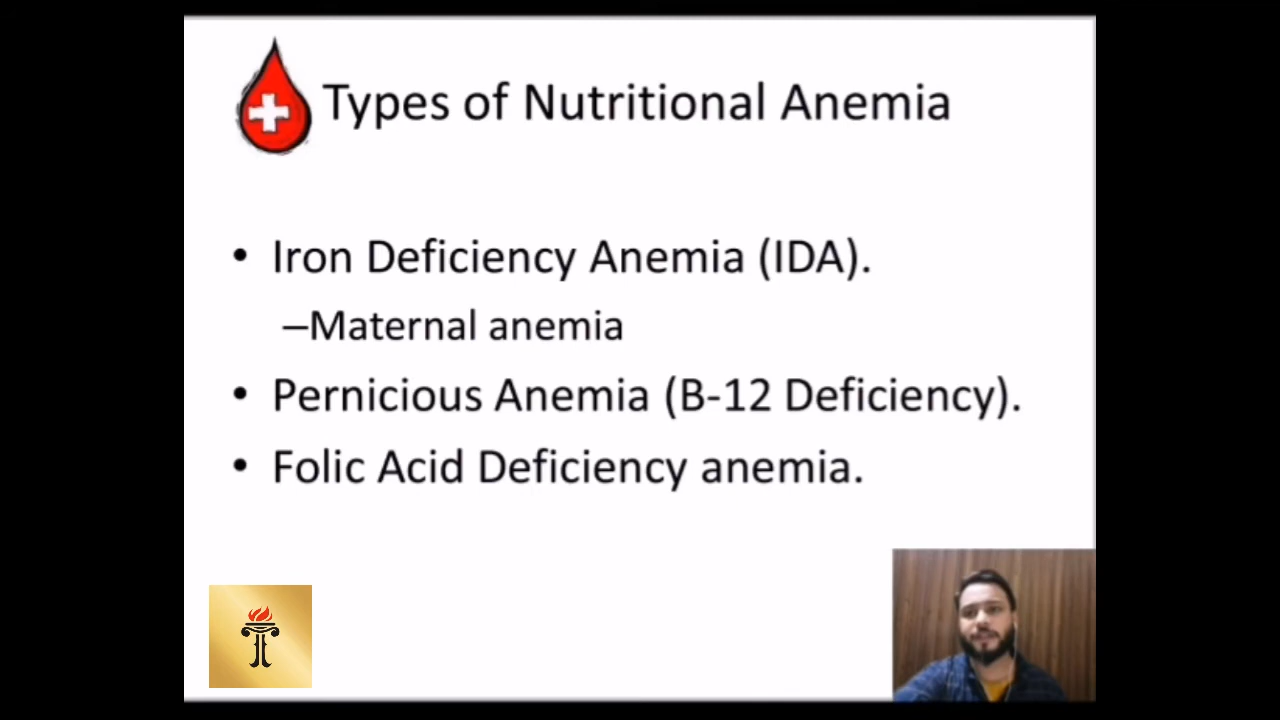 Types of Nutritional Anemia
• Iron Deficiency Anemia (IDA).
–Maternal anemia
• Pernicious Anemia (B-12 Deficiency).
• Folic Acid Deficiency anemia.